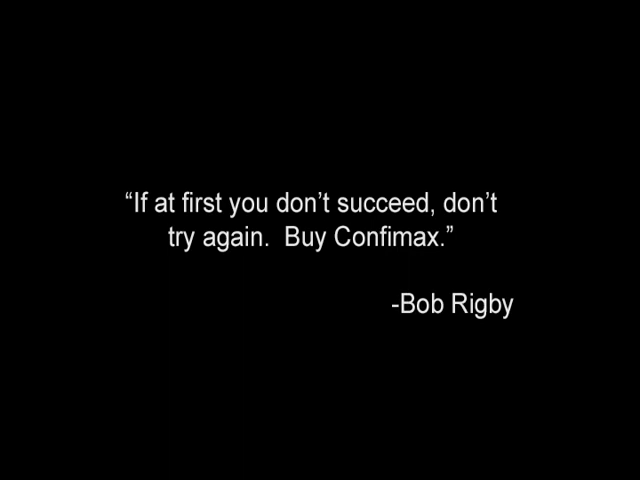 “If at first you don’t succeed, don’t
try again.  Buy Confimax.”
-Bob Rigby